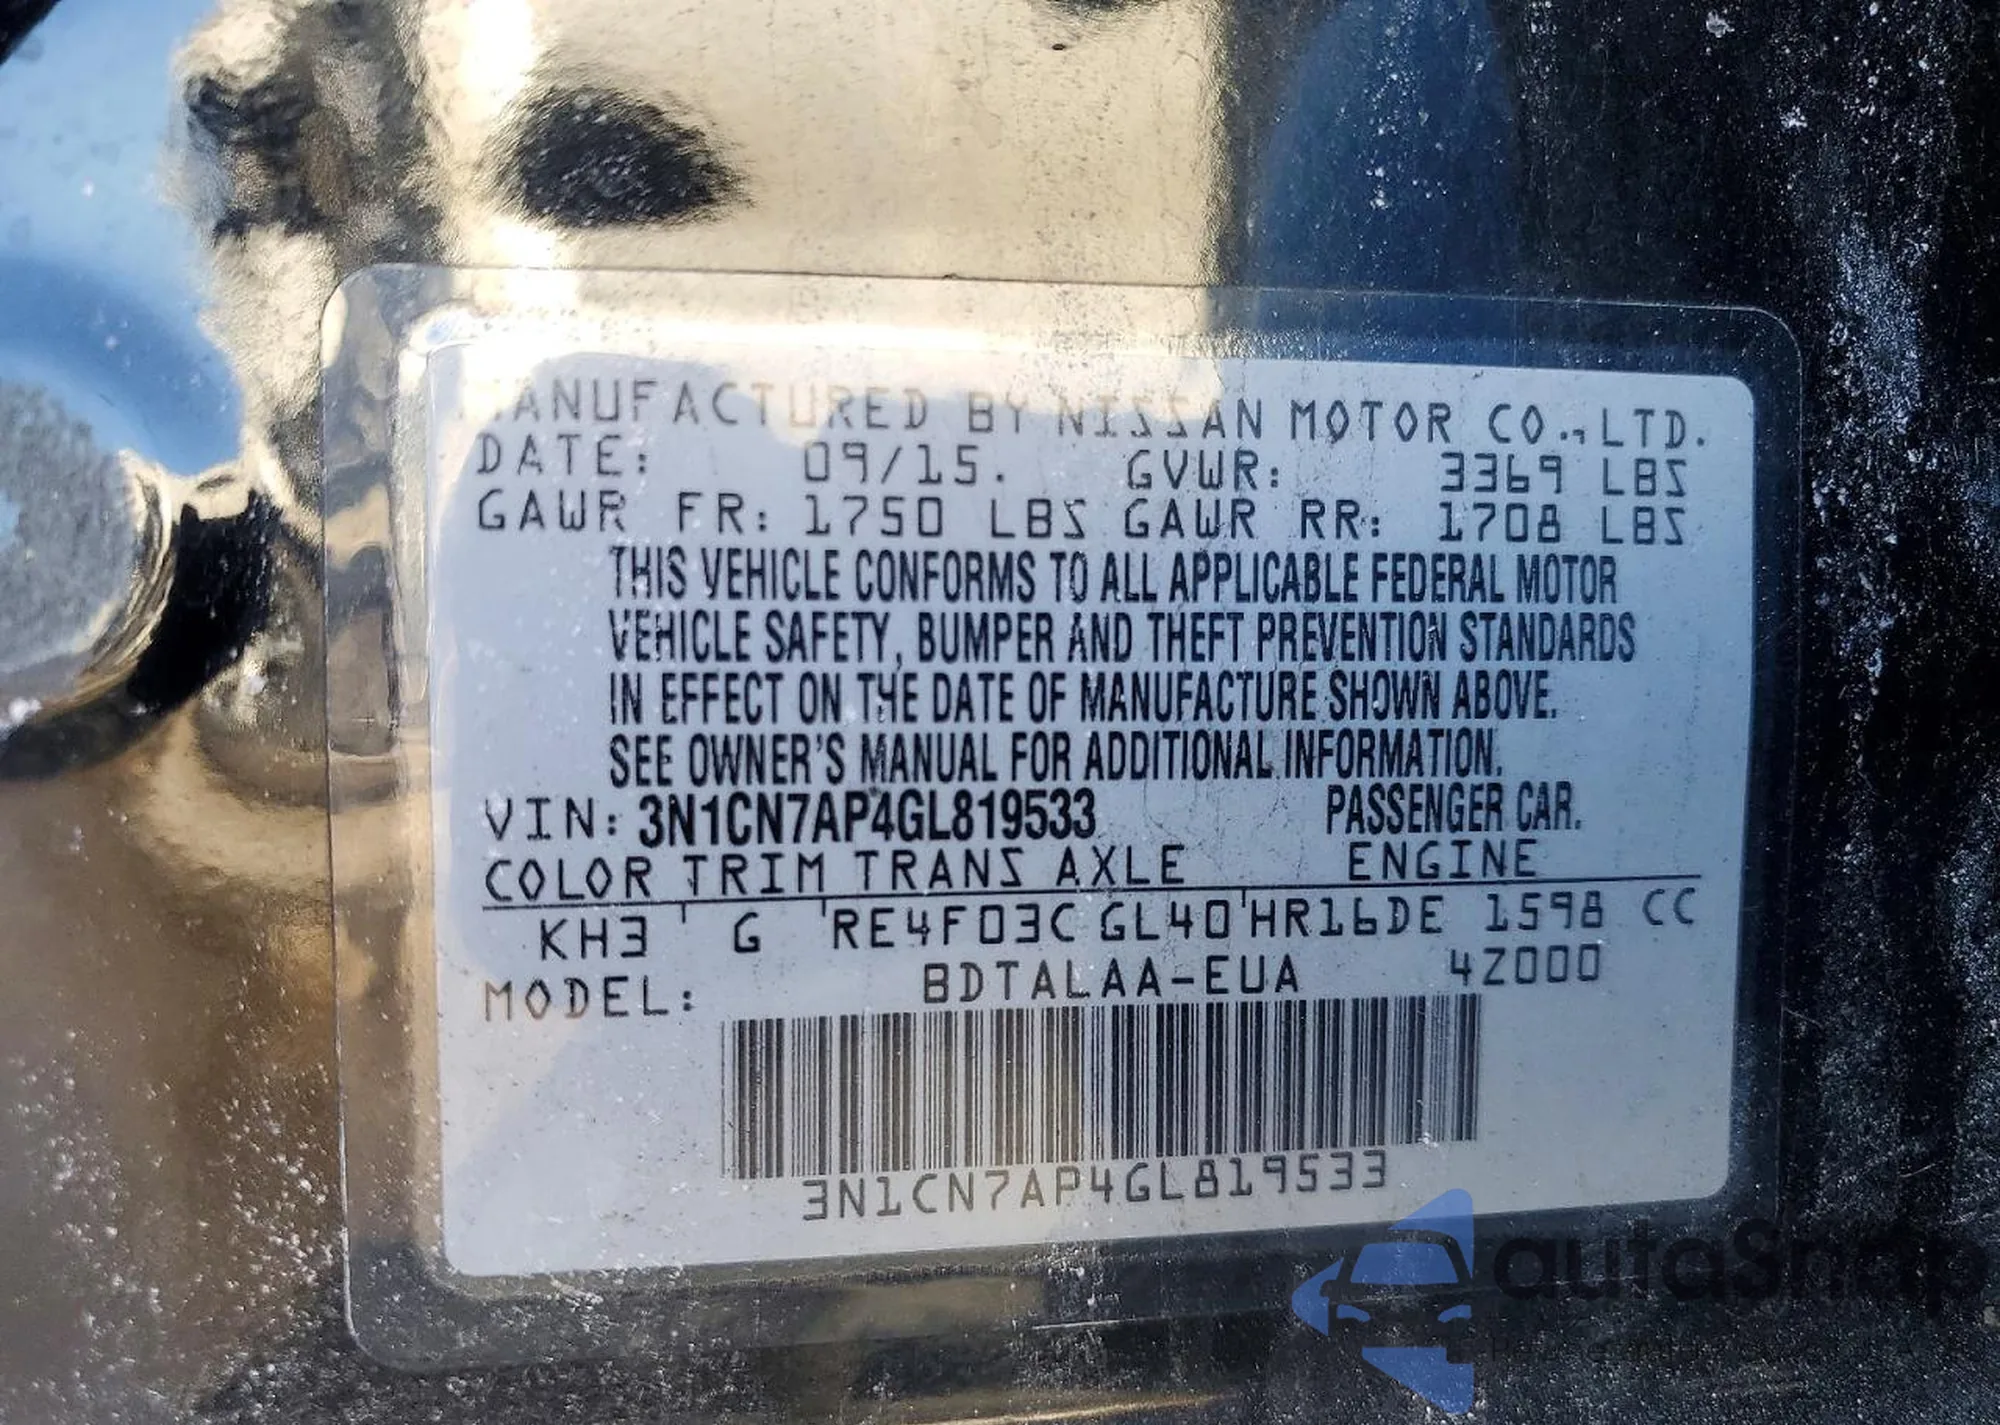 MANUFACTURED BY NISSAN MOTOR CO., LTD.
DATE: 09/15. GVWR: 3369 LBS
GAWR FR: 1750 LBS GAWR RR: 1708 LBS
THIS VEHICLE CONFORMS TO ALL APPLICABLE FEDERAL MOTOR
VEHICLE SAFETY, BUMPER AND THEFT PREVENTION STANDARDS
IN EFFECT ON THE DATE OF MANUFACTURE SHOWN ABOVE.
SEE OWNER'S MANUAL FOR ADDITIONAL INFORMATION.
VIN: 3N1CN7AP4GL819533 PASSENGER CAR.
COLOR TRIM TRANS AXLE ENGINE
KH3 G RE4F03C GL40 HR16DE 1598 CC
MODEL: BDTALAA-EUA 4Z000
3N1CN7AP4GL819533
autaSnap